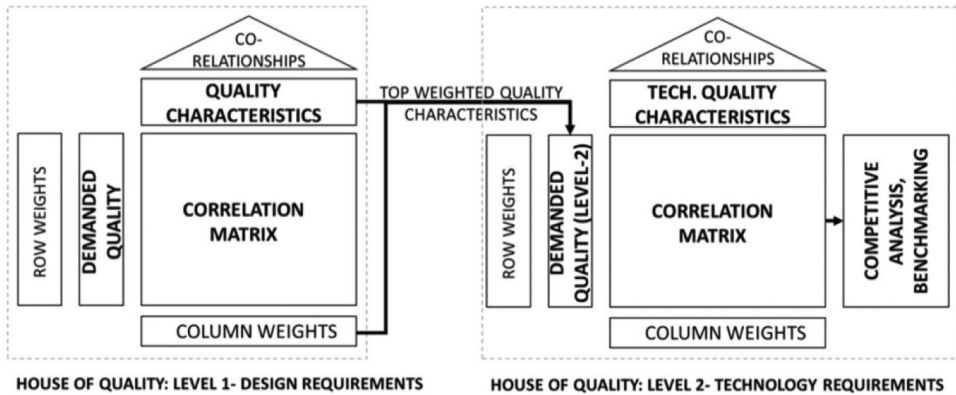 CO-
RELATIONSHIPS
QUALITY
CHARACTERISTICS
ROW WEIGHTS
DEMANDED
QUALITY
CORRELATION
MATRIX
COLUMN WEIGHTS
HOUSE OF QUALITY: LEVEL 1- DESIGN REQUIREMENTS
TOP WEIGHTED QUALITY
CHARACTERISTICS
CO-
RELATIONSHIPS
TECH. QUALITY
CHARACTERISTICS
ROW WEIGHTS
DEMANDED
QUALITY (LEVEL-2)
CORRELATION
MATRIX
COMPETITIVE
ANALYSIS,
BENCHMARKING
COLUMN WEIGHTS
HOUSE OF QUALITY: LEVEL 2- TECHNOLOGY REQUIREMENTS